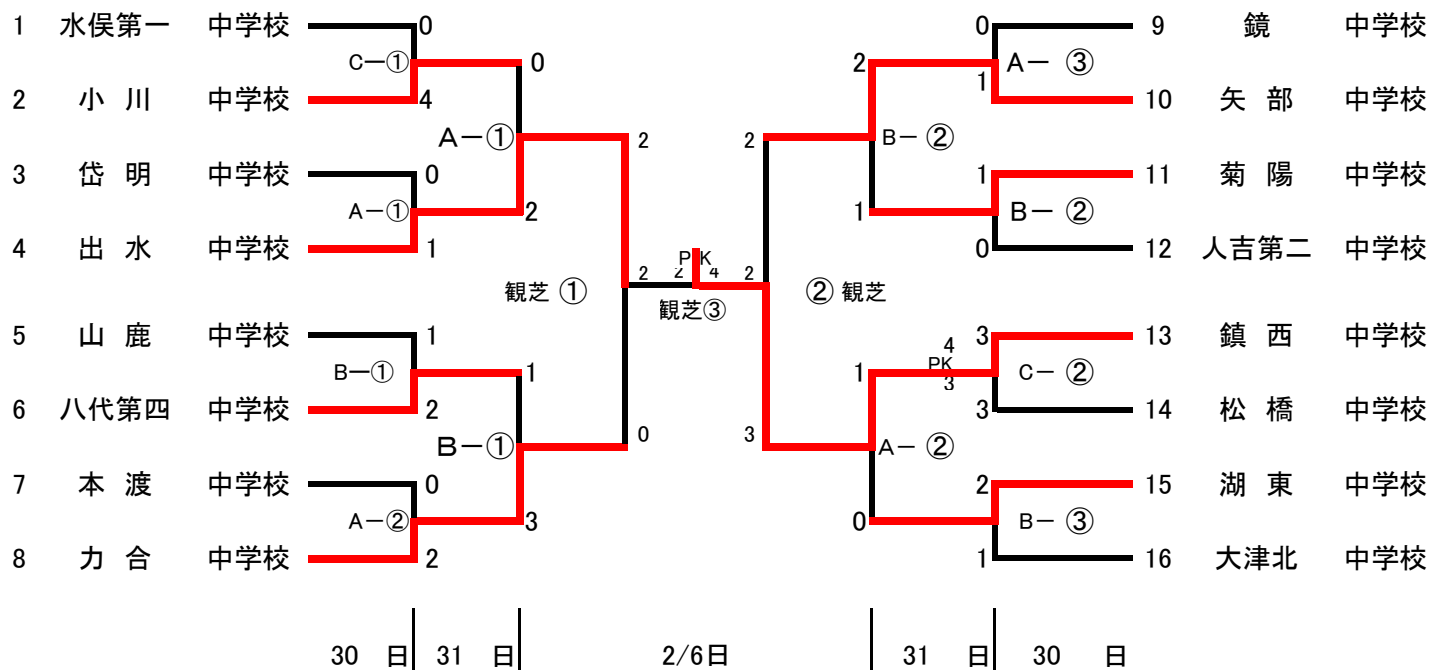 1 水俣第一 中学校 0 0 9 鏡 中学校
C－① 0 2 A－ ③
2 小 川 中学校 4 1 10 矢 部 中学校
A－① 2 2 B－ ②
3 岱 明 中学校 0 1 11 菊 陽 中学校
A－① 2 1 B－ ②
4 出 水 中学校 1 0 12 人吉第二 中学校
PK
2 2 4 2
観芝 ① 観芝③ ② 観芝
5 山 鹿 中学校 1 4 3 13 鎮 西 中学校
B－① 1 1 PK C－ ②
3
6 八代第四 中学校 2 3 14 松 橋 中学校
B－① 0 3 A－ ②
7 本 渡 中学校 0 2 15 湖 東 中学校
A－② 3 0 B－ ③
8 力 合 中学校 2 1 16 大津北 中学校
30 日 31 日 2/6日 31 日 30 日